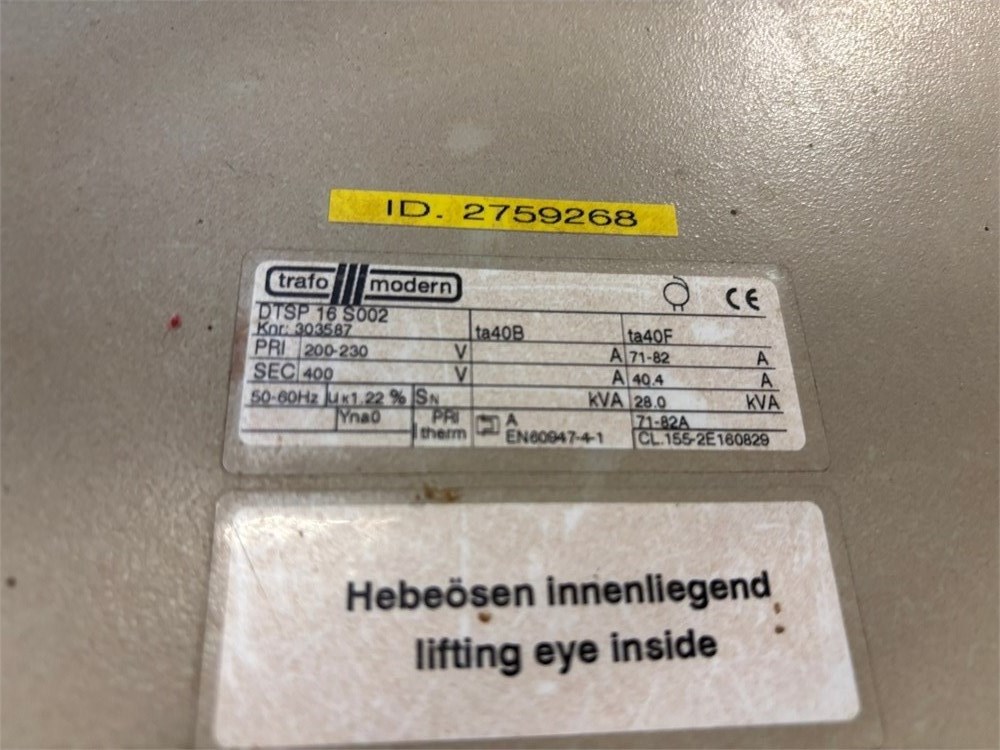 ID. 2759268
trafo modern CE
DTSP 16 S002
Knr: 303587 ta40B ta40F
PRI 200-230 V A 71-82 A
SEC 400 V A 40.4 A
50-60Hz uK1.22 % SN kVA 28.0 kVA
Yna0 PRI A 71-82A
therm EN60947-4-1 CL.155-2E160829
Hebeösen innenliegend
lifting eye inside